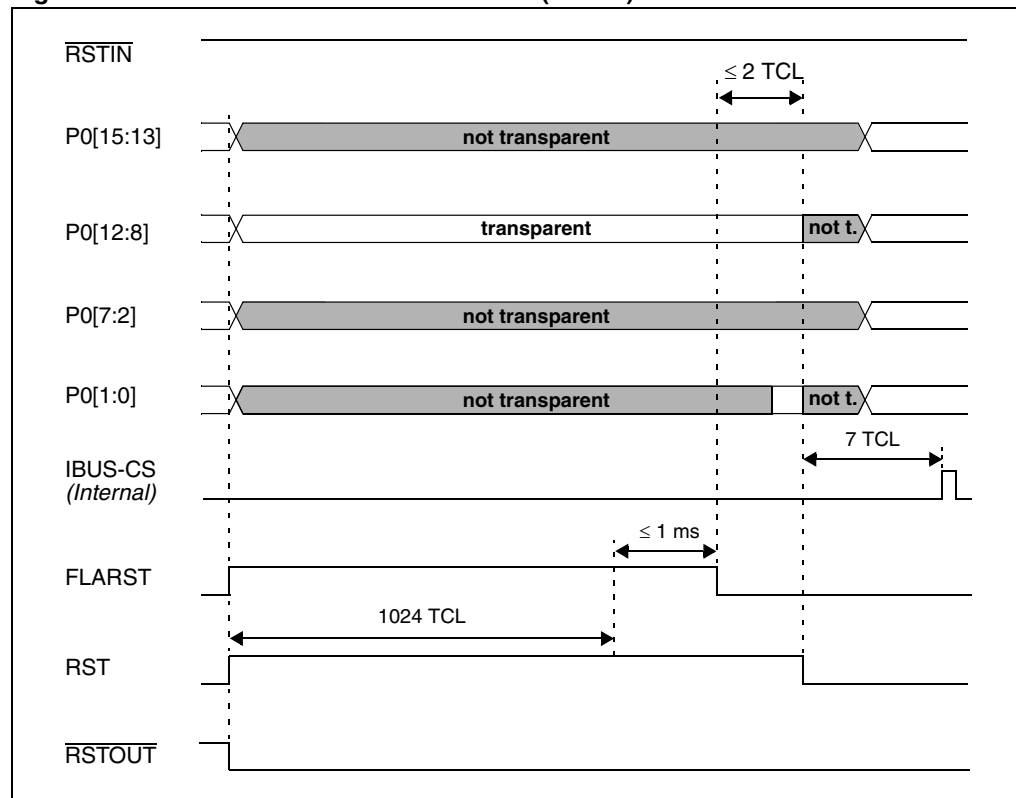 RSTIN
≤ 2 TCL
P0[15:13]
not transparent
P0[12:8]
transparent
not t.
P0[7:2]
not transparent
P0[1:0]
not transparent
not t.
7 TCL
IBUS-CS
(Internal)
≤ 1 ms
FLARST
1024 TCL
RST
RSTOUT